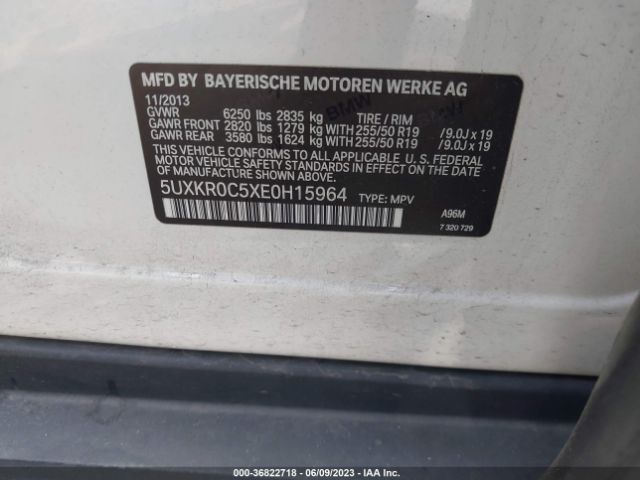 MFD BY BAYERISCHE MOTOREN WERKE AG
11/2013
GVWR 6250 lbs 2835 kg TIRE / RIM
GAWR FRONT 2820 lbs 1279 kg WITH 255/50 R19 /9.0J x 19
GAWR REAR 3580 lbs 1624 kg WITH 255/50 R19 /9.0J x 19
THIS VEHICLE CONFORMS TO ALL APPLICABLE U. S. FEDERAL
MOTOR VEHICLE SAFETY STANDARDS IN EFFECT ON THE DATE
OF MANUFACTURE SHOWN ABOVE.
5UXKR0C5XE0H15964 TYPE: MPV
A96M
7 320 729
000-36822718 - 06/09/2023 - IAA Inc.